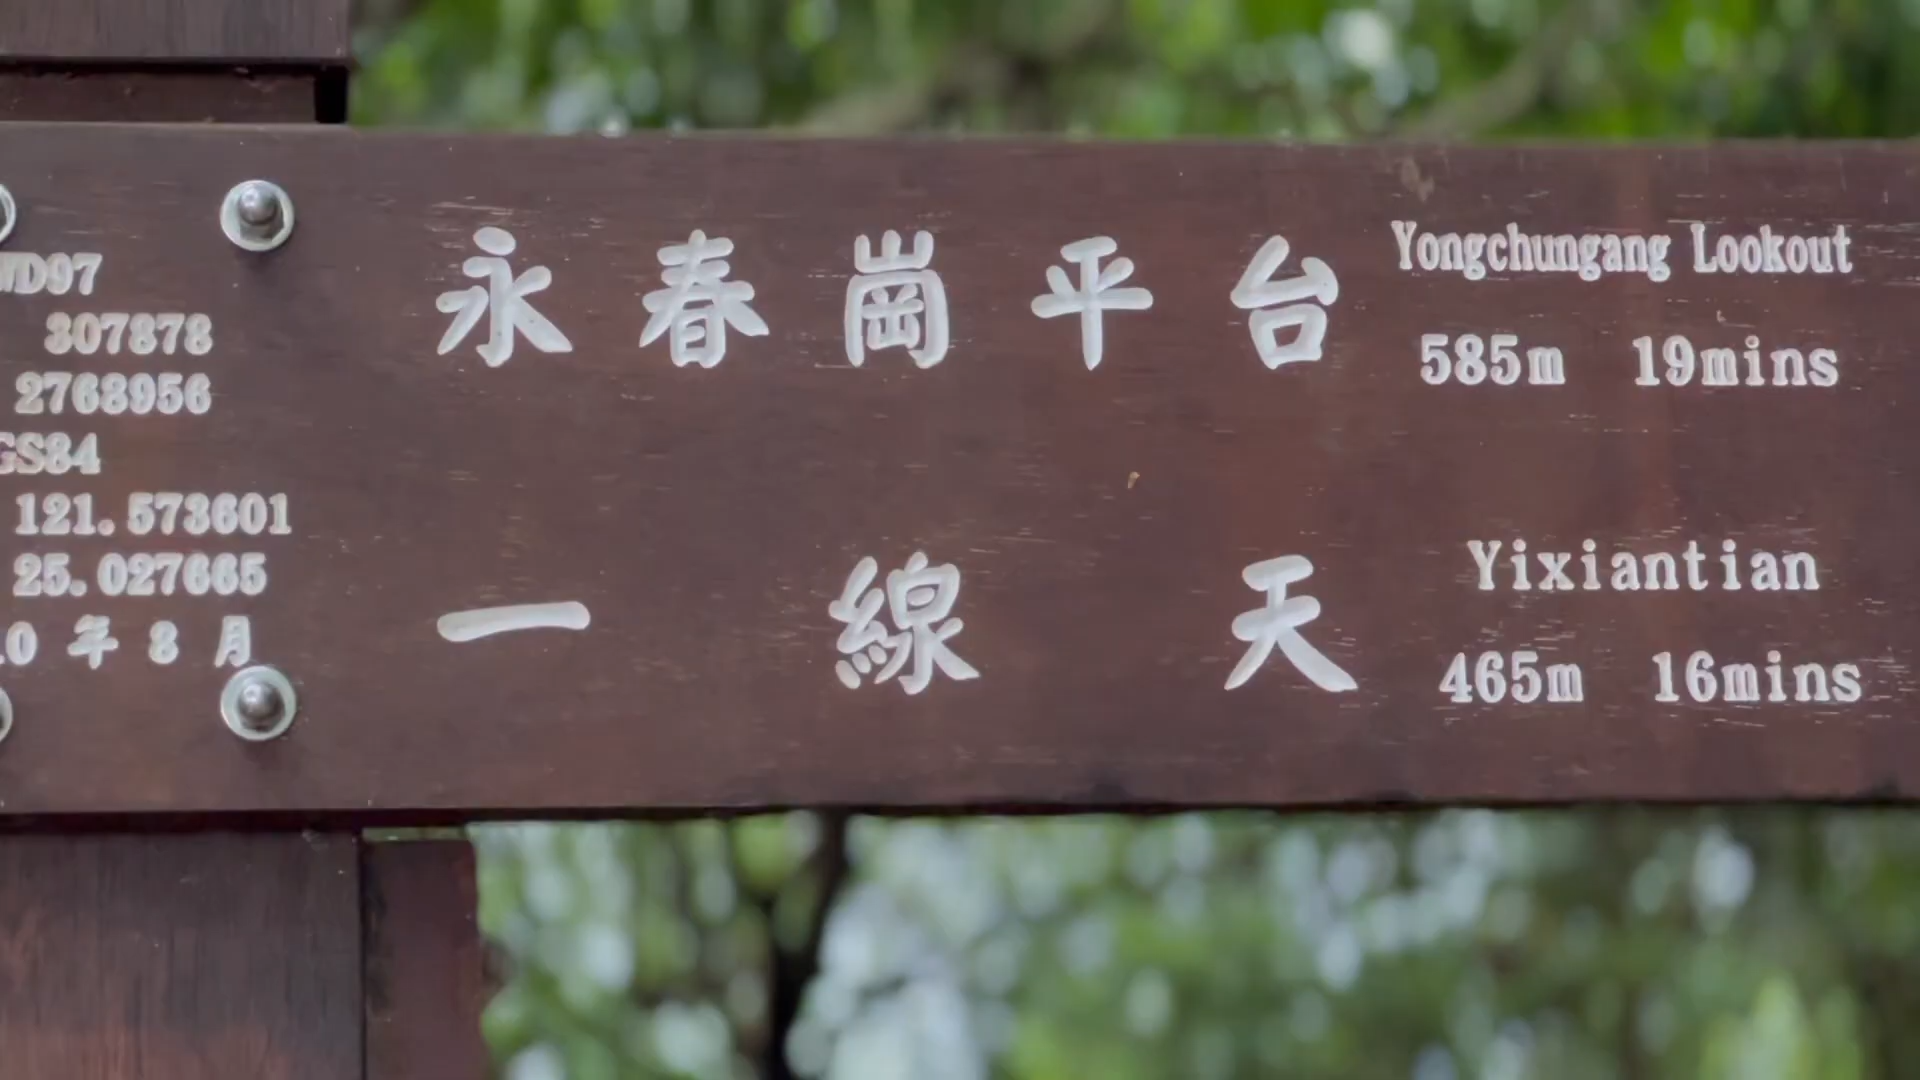 WD97
307878
2768956
GS84
121.573601
25.027665
0 年 8 月
永春崗平台
Yongchungang Lookout
585m 19mins
一線天
Yixiantian
465m 16mins